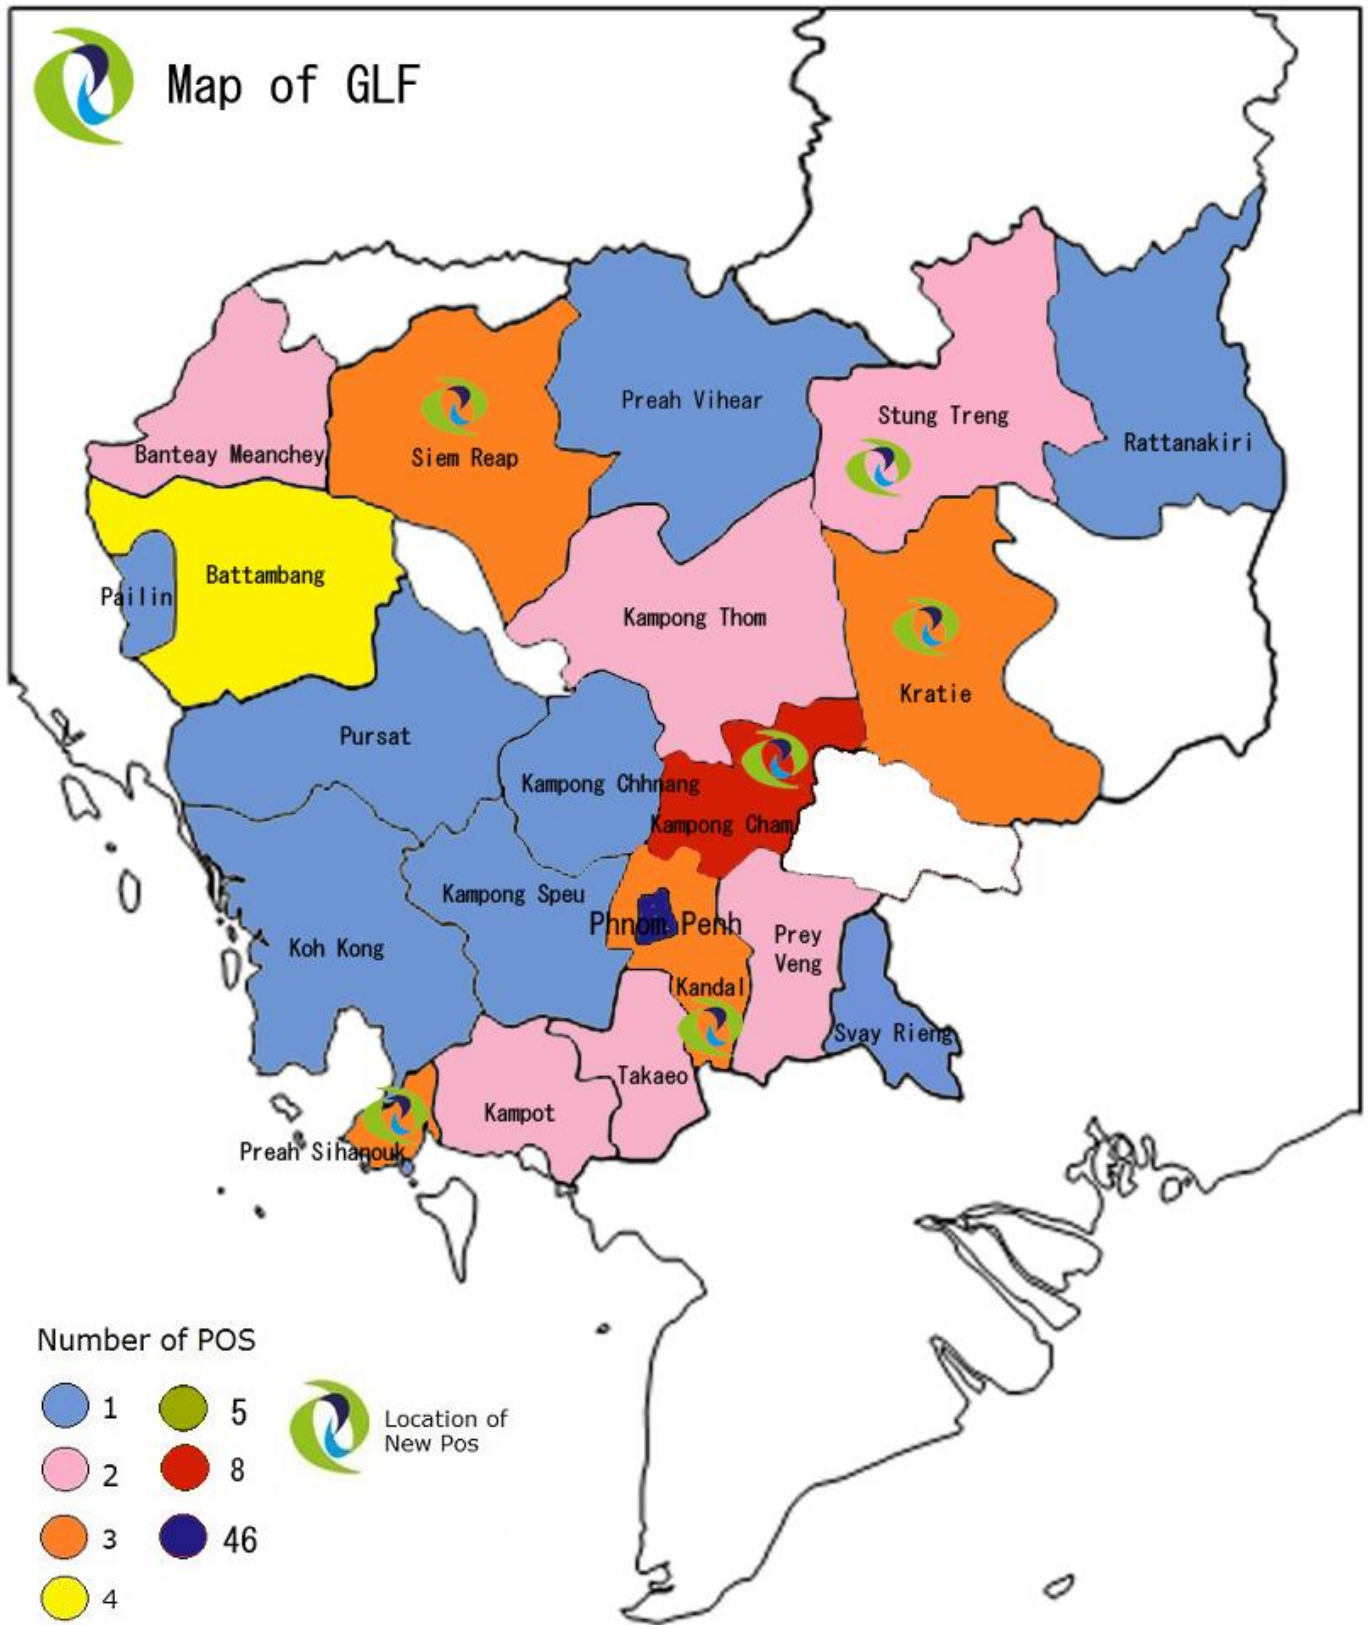 Map of GLF
Preah Vihear
Stung Treng
Rattanakiri
Banteay Meanchey
Siem Reap
Battambang
Pailin
Kampong Thom
Kratie
Pursat
Kampong Chhnang
Kampong Cham
Kampong Speu
Phnom Penh
Koh Kong
Prey
Veng
Kandal
Svay Rieng
Takaeo
Kampot
Preah Sihanouk
Number of POS
1
5
2
8
3
46
4
Location of
New Pos